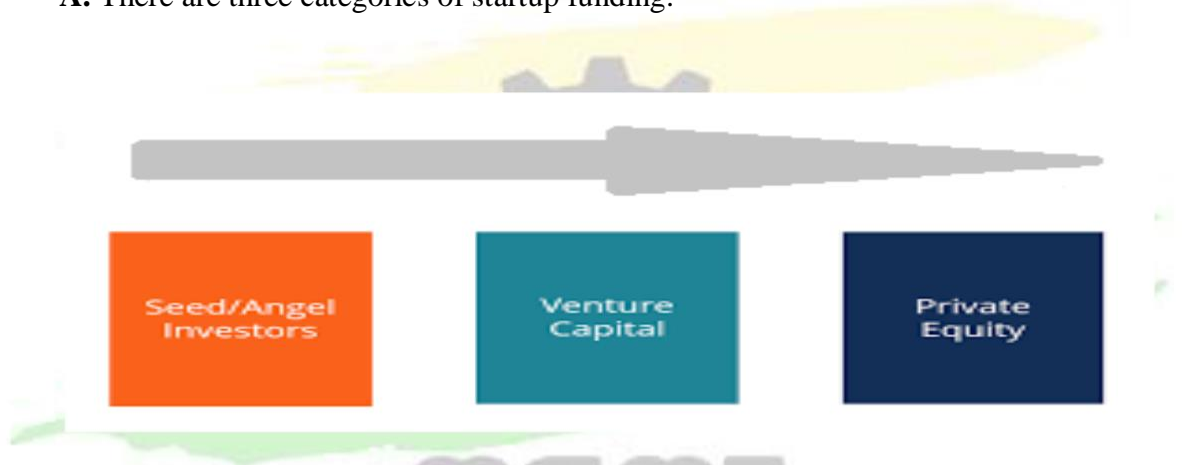 A. There are three categories of startup funding:
Seed/Angel
Investors
Venture
Capital
Private
Equity